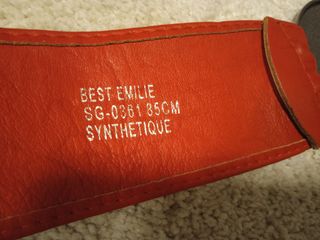 BEST EMILIE
SG-0361 85CM
SYNTHETIQUE